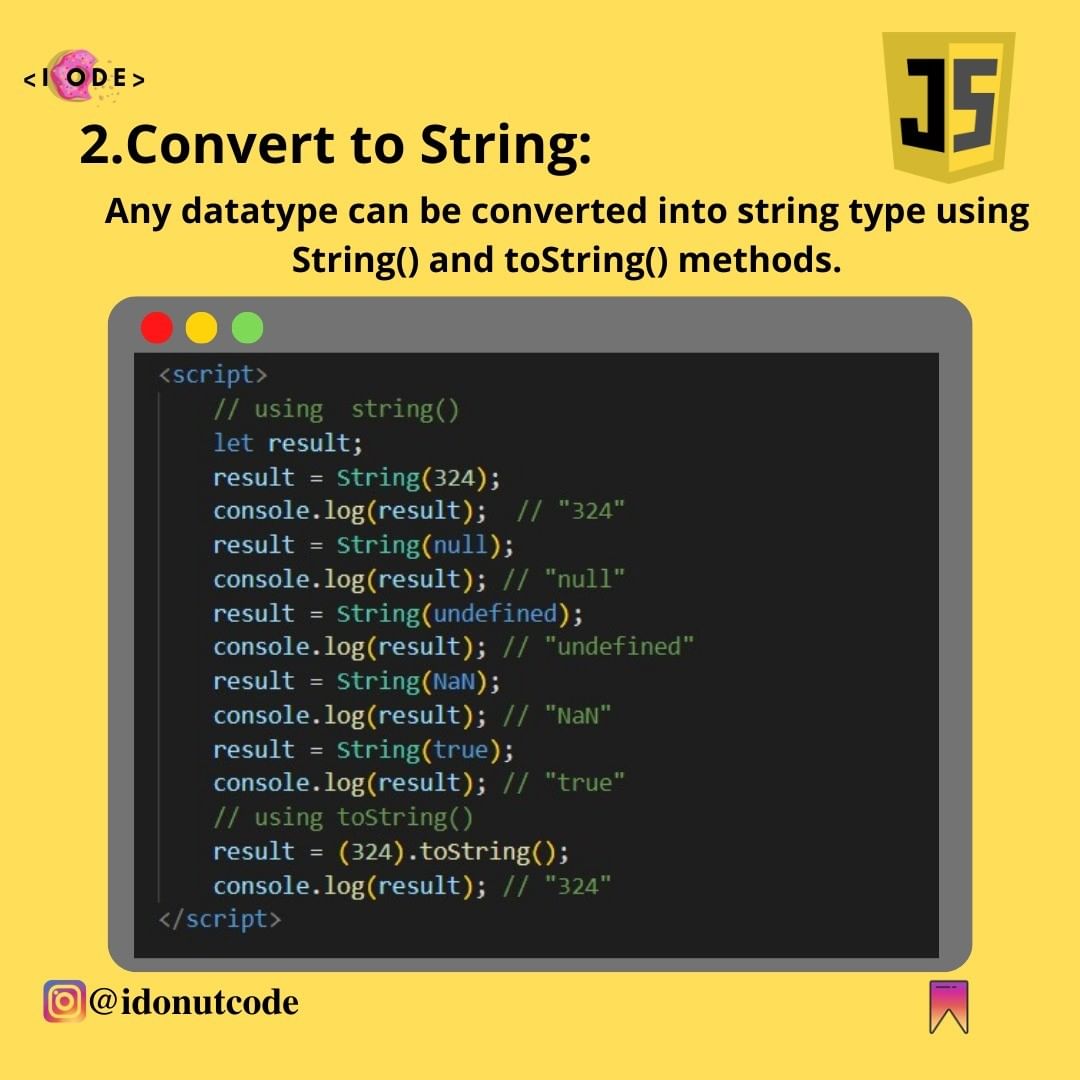 <I ODE>
JS
2.Convert to String:
Any datatype can be converted into string type using
String() and toString() methods.
<script>
// using  string()
let result;
result = String(324);
console.log(result);  // "324"
result = String(null);
console.log(result); // "null"
result = String(undefined);
console.log(result); // "undefined"
result = String(NaN);
console.log(result); // "NaN"
result = String(true);
console.log(result); // "true"
// using toString()
result = (324).toString();
console.log(result); // "324"
</script>
@idonutcode